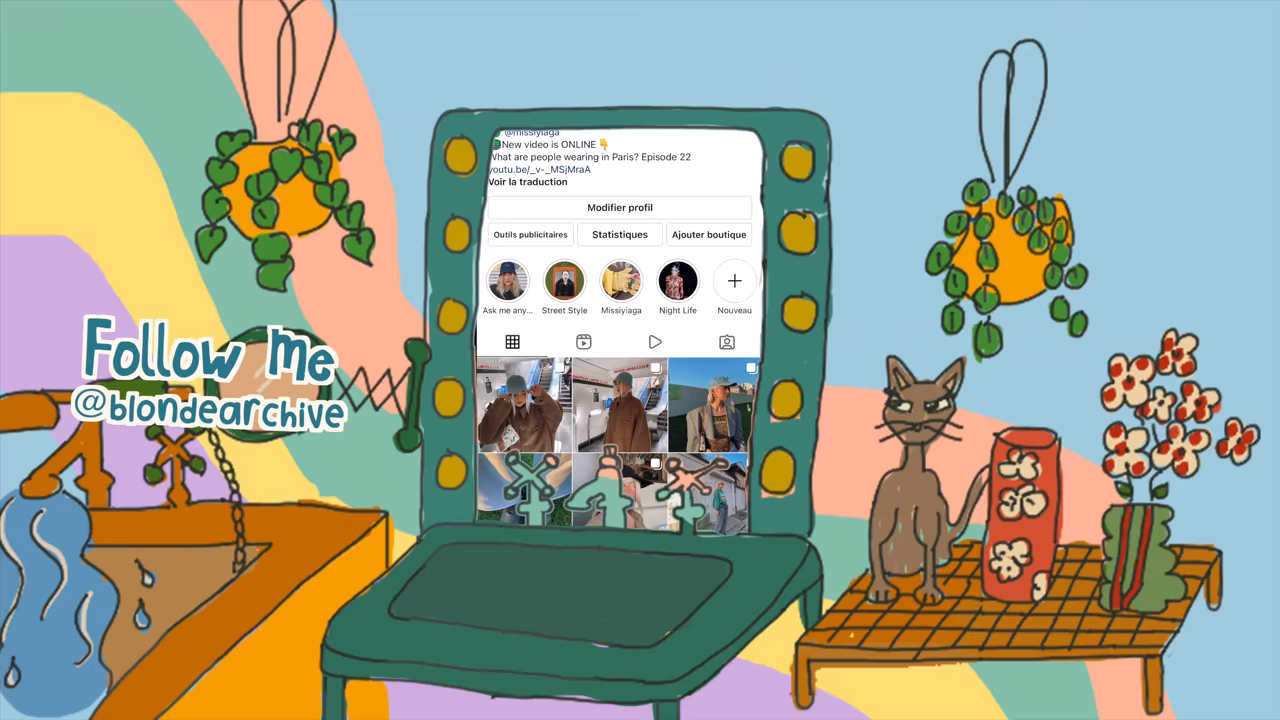 @missiyiaga
New video is ONLINE
What are people wearing in Paris? Episode 22
youtu.be/_v-_MSjMraA
Voir la traduction
Modifier profil
Outils publicitaires
Statistiques
Ajouter boutique
Ask me any...
Street Style
Missiyiaga
Night Life
Nouveau
Follow Me
@blondearchive